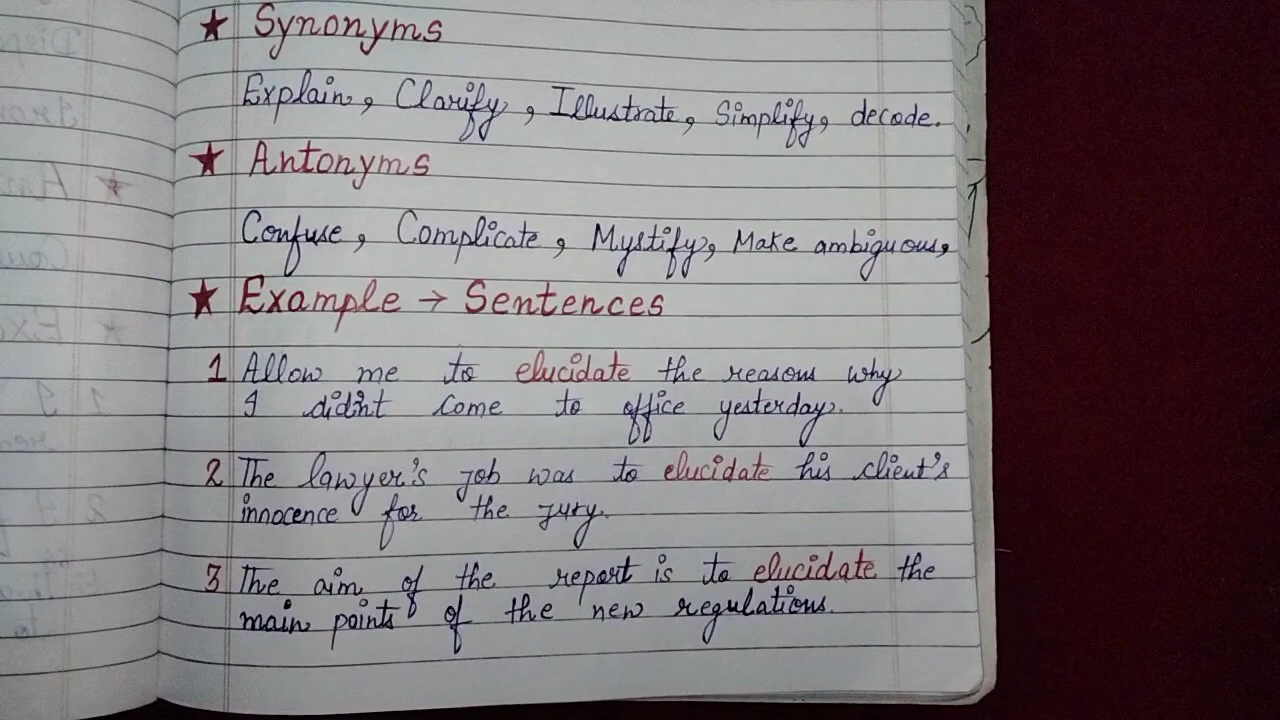 ★ Synonyms
Explain, Clarify, Illustrate, Simplify, decode.
★ Antonyms
Confuse, Complicate, Mystify, Make ambiguous,
★ Example → Sentences
1 Allow me to elucidate the reasons why
I didn't come to office yesterday.
2 The lawyer's job was to elucidate his client's
innocence for the jury.
3 The aim of the report is to elucidate the
main points of the new regulations.